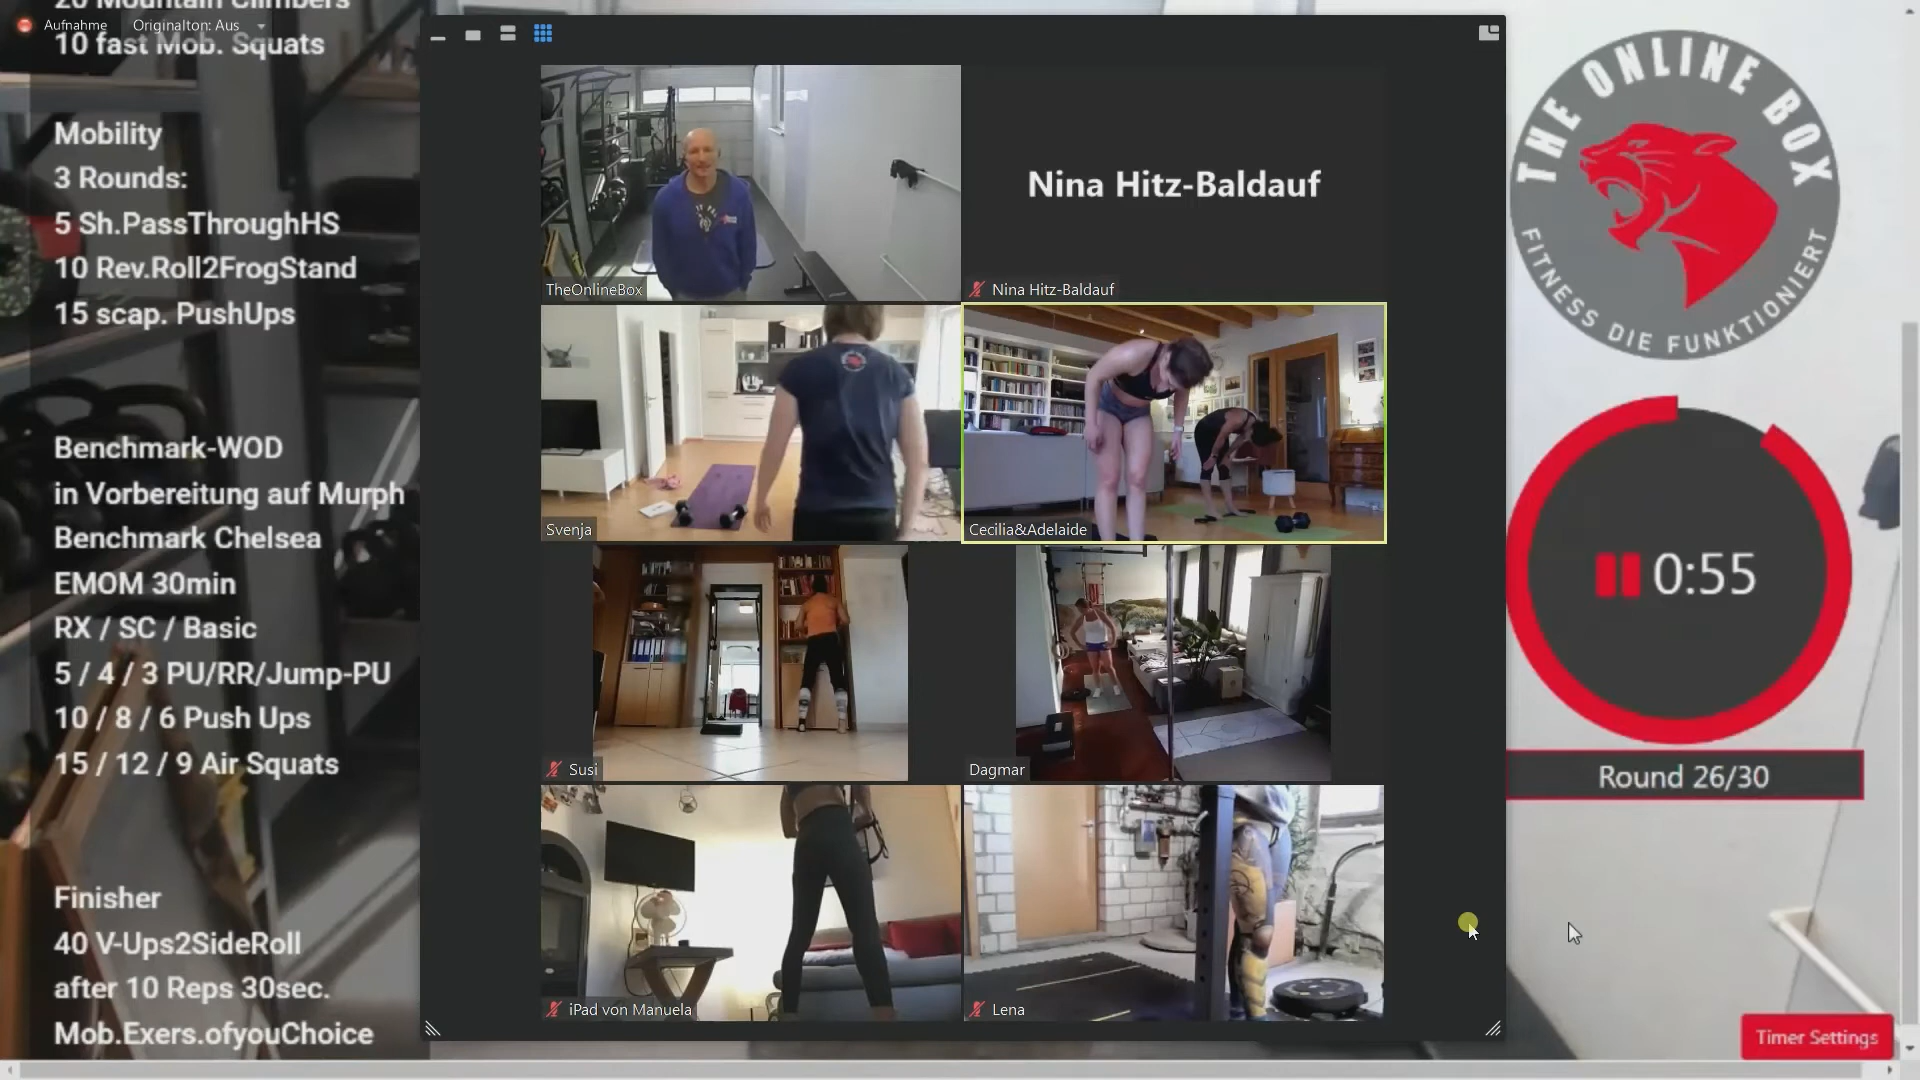 20 Mountain Climbers
Aufnahme
Originalton: Aus
10 fast Mob. Squats
Mobility
3 Rounds:
5 Sh.PassThroughHS
10 Rev.Roll2FrogStand
15 scap. PushUps
Benchmark-WOD
in Vorbereitung auf Murph
Benchmark Chelsea
EMOM 30min
RX / SC / Basic
5 / 4 / 3 PU/RR/Jump-PU
10 / 8 / 6 Push Ups
15 / 12 / 9 Air Squats
Finisher
40 V-Ups2SideRoll
after 10 Reps 30sec.
Mob.Exers.ofyouChoice
TheOnlineBox
Nina Hitz-Baldauf
Nina Hitz-Baldauf
Svenja
Cecilia&Adelaide
Susi
Dagmar
iPad von Manuela
Lena
THE ONLINE BOX
FITNESS DIE FUNKTIONIERT
0:55
Round 26/30
Timer Settings